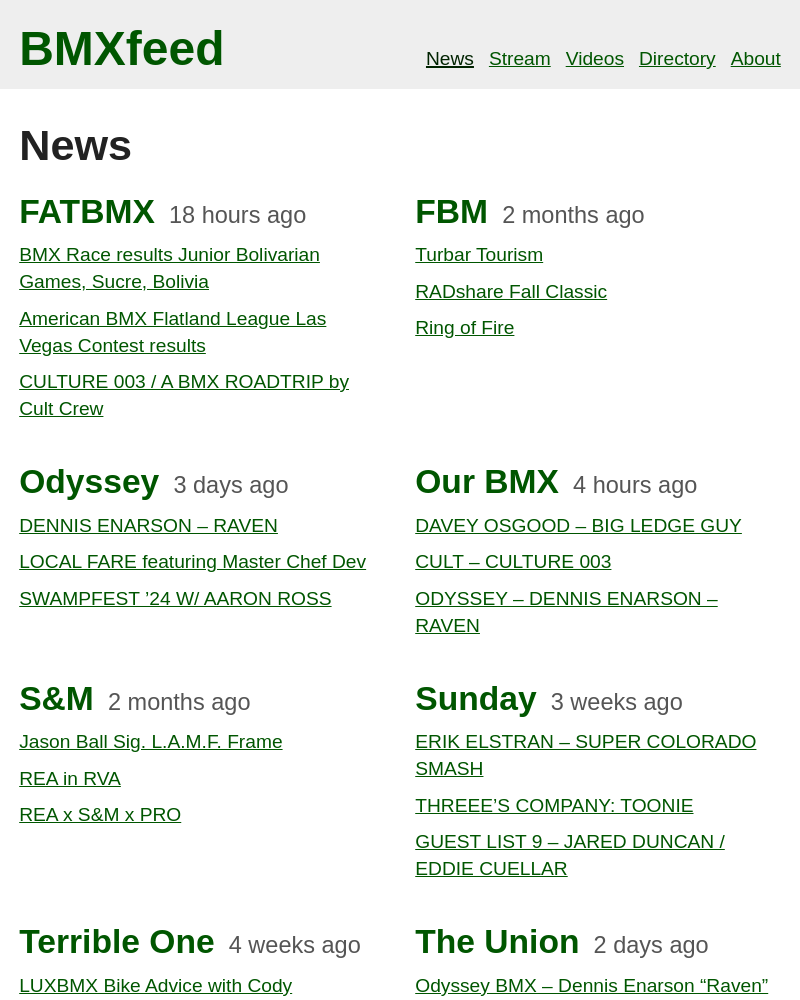 BMXfeed
News Stream Videos Directory About
News
FATBMX 18 hours ago
BMX Race results Junior Bolivarian
Games, Sucre, Bolivia
American BMX Flatland League Las
Vegas Contest results
CULTURE 003 / A BMX ROADTRIP by
Cult Crew
FBM 2 months ago
Turbar Tourism
RADshare Fall Classic
Ring of Fire
Odyssey 3 days ago
DENNIS ENARSON – RAVEN
LOCAL FARE featuring Master Chef Dev
SWAMPFEST ’24 W/ AARON ROSS
Our BMX 4 hours ago
DAVEY OSGOOD – BIG LEDGE GUY
CULT – CULTURE 003
ODYSSEY – DENNIS ENARSON –
RAVEN
S&M 2 months ago
Jason Ball Sig. L.A.M.F. Frame
REA in RVA
REA x S&M x PRO
Sunday 3 weeks ago
ERIK ELSTRAN – SUPER COLORADO
SMASH
THREEE’S COMPANY: TOONIE
GUEST LIST 9 – JARED DUNCAN /
EDDIE CUELLAR
Terrible One 4 weeks ago
LUXBMX Bike Advice with Cody
The Union 2 days ago
Odyssey BMX – Dennis Enarson “Raven”